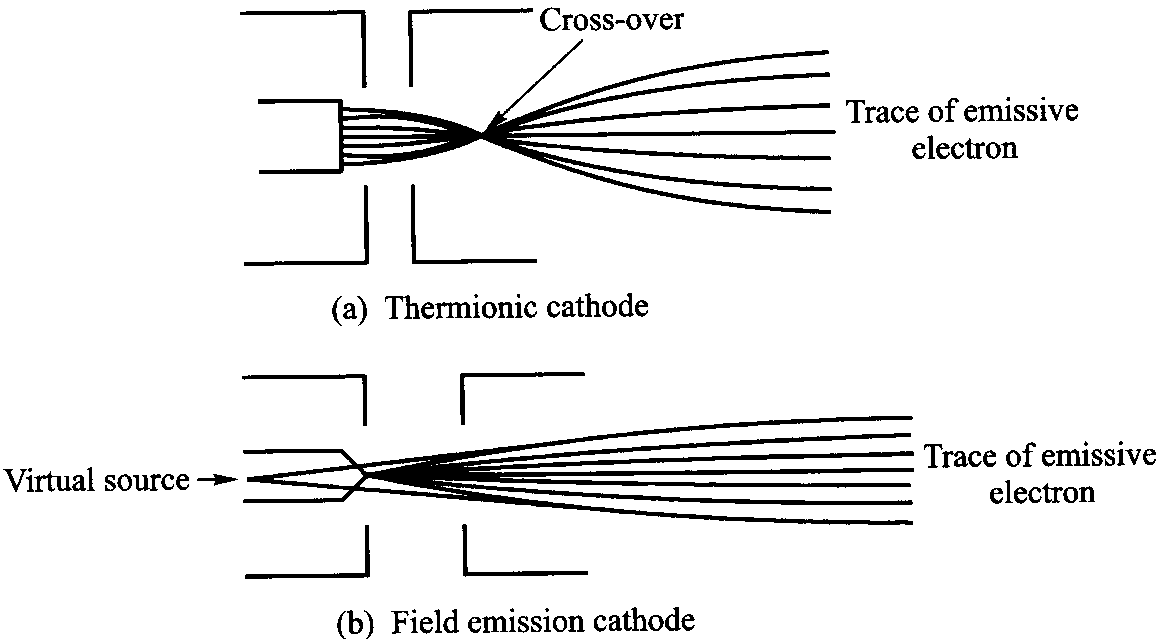 Cross-over
Trace of emissive
electron
(a) Thermionic cathode
Virtual source
Trace of emissive
electron
(b) Field emission cathode